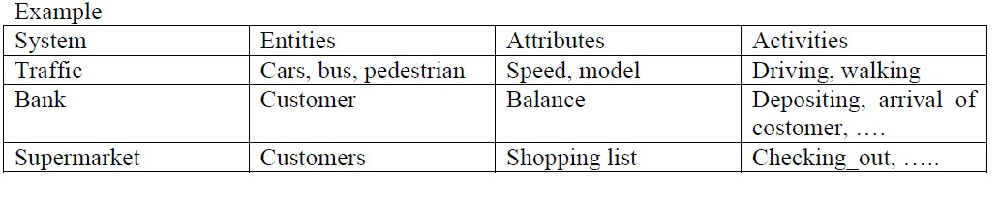 Example
System Entities Attributes Activities
Traffic Cars, bus, pedestrian Speed, model Driving, walking
Bank Customer Balance Depositing, arrival of
costomer, ….
Supermarket Customers Shopping list Checking_out, …..